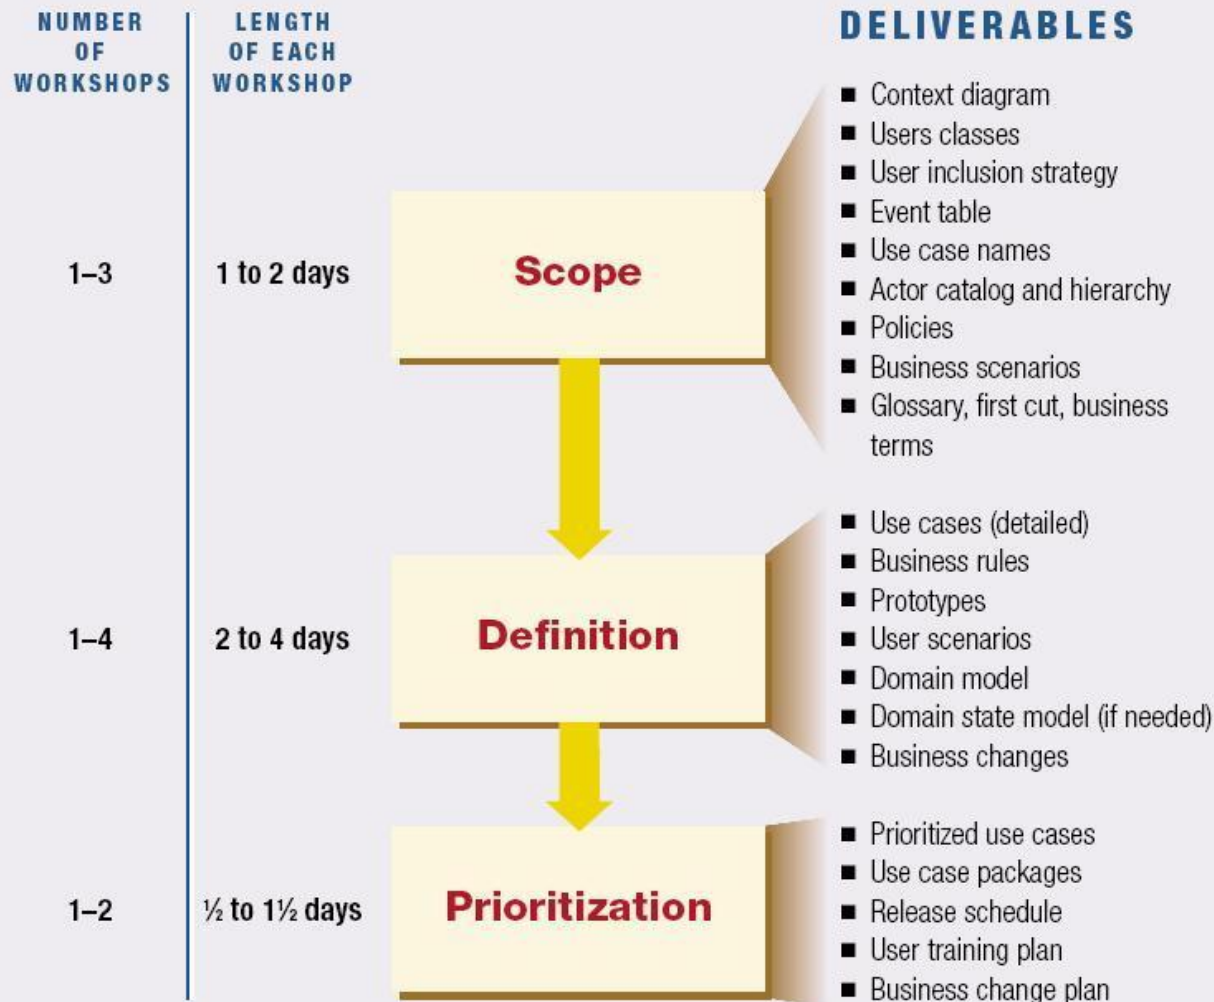 NUMBER
OF
WORKSHOPS
LENGTH
OF EACH
WORKSHOP
DELIVERABLES
1–3
1 to 2 days
Scope
■ Context diagram
■ Users classes
■ User inclusion strategy
■ Event table
■ Use case names
■ Actor catalog and hierarchy
■ Policies
■ Business scenarios
■ Glossary, first cut, business
terms
1–4
2 to 4 days
Definition
■ Use cases (detailed)
■ Business rules
■ Prototypes
■ User scenarios
■ Domain model
■ Domain state model (if needed)
■ Business changes
1–2
½ to 1½ days
Prioritization
■ Prioritized use cases
■ Use case packages
■ Release schedule
■ User training plan
■ Business change plan